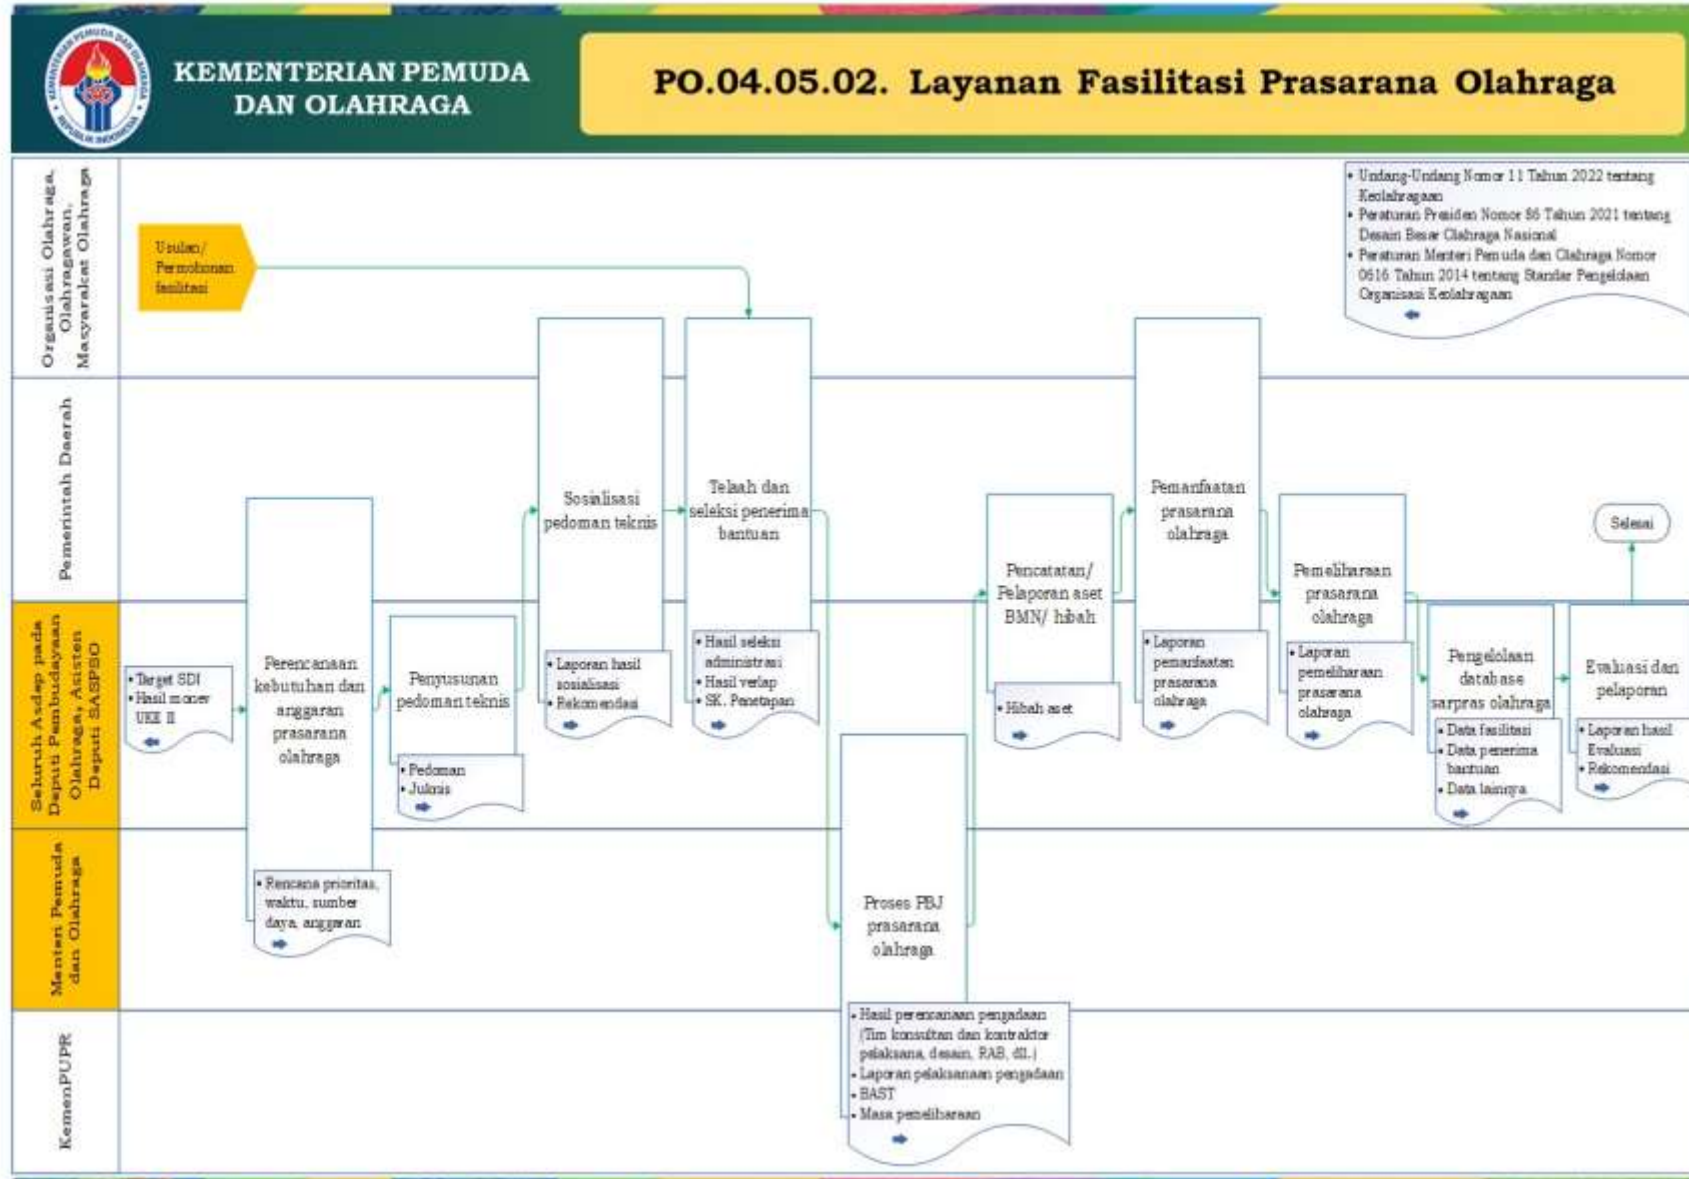 KEMENTERIAN PEMUDA DAN OLAHRAGA
REPUBLIK INDONESIA
KEMENTERIAN PEMUDA
DAN OLAHRAGA
PO.04.05.02. Layanan Fasilitasi Prasarana Olahraga
Organisasi Olahraga,
Olahragawan,
Masyarakat Olahraga
Usulan/
Permohonan
fasilitasi
• Undang-Undang Nomor 11 Tahun 2022 tentang
Keolahragaan
• Peraturan Presiden Nomor 86 Tahun 2021 tentang
Desain Besar Olahraga Nasional
• Peraturan Menteri Pemuda dan Olahraga Nomor
0616 Tahun 2014 tentang Standar Pengelolaan
Organisasi Keolahragaan
Pemerintah Daerah
Seluruh Asdep pada
Deputi Pembudayaan
Olahraga, Asisten
Deputi SASPSO
Menteri Pemuda
dan Olahraga
KemenPUPR
• Target SDI
• Hasil monev
UKE II
Perencanaan
kebutuhan dan
anggaran
prasarana
olahraga
• Rencana prioritas,
waktu, sumber
daya, anggaran
Penyusunan
pedoman teknis
• Pedoman
• Juknis
Sosialisasi
pedoman teknis
• Laporan hasil
sosialisasi
• Rekomendasi
Telaah dan
seleksi penerima
bantuan
• Hasil seleksi
administrasi
• Hasil verlap
• SK. Penetapan
Proses PBJ
prasarana
olahraga
• Hasil perencanaan pengadaan
(Tim konsultan dan kontraktor
pelaksana, desain, RAB, dll.)
• Laporan pelaksanaan pengadaan
• BAST
• Masa pemeliharaan
Pencatatan/
Pelaporan aset
BMN/ hibah
• Hibah aset
Pemanfaatan
prasarana
olahraga
• Laporan
pemanfaatan
prasarana
olahraga
Pemeliharaan
prasarana
olahraga
• Laporan
pemeliharaan
prasarana
olahraga
Pengelolaan
database
sarpras olahraga
• Data fasilitasi
• Data penerima
bantuan
• Data lainnya
Evaluasi dan
pelaporan
• Laporan hasil
Evaluasi
• Rekomendasi
Selesai